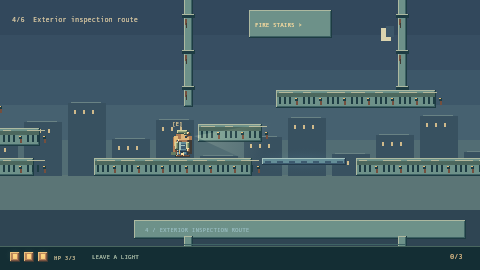 4/6 Exterior inspection route
FIRE STAIRS >
[E]
4 / EXTERIOR INSPECTION ROUTE
HP 3/3
LEAVE A LIGHT
0/3